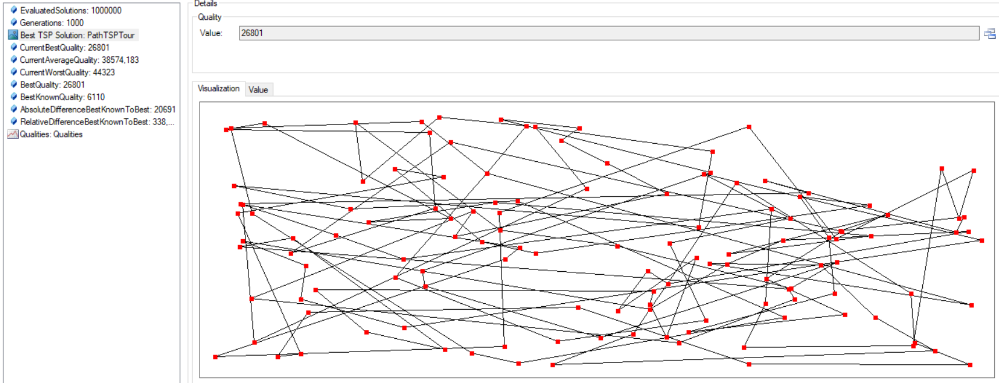 EvaluatedSolutions: 1000000
Generations: 1000
Best TSP Solution: PathTSPTour
CurrentBestQuality: 26801
CurrentAverageQuality: 38574,183
CurrentWorstQuality: 44323
BestQuality: 26801
BestKnownQuality: 6110
AbsoluteDifferenceBestKnownToBest: 20691
RelativeDifferenceBestKnownToBest: 338,...
Qualities: Qualities
Details
Quality
Value: 26801
Visualization Value